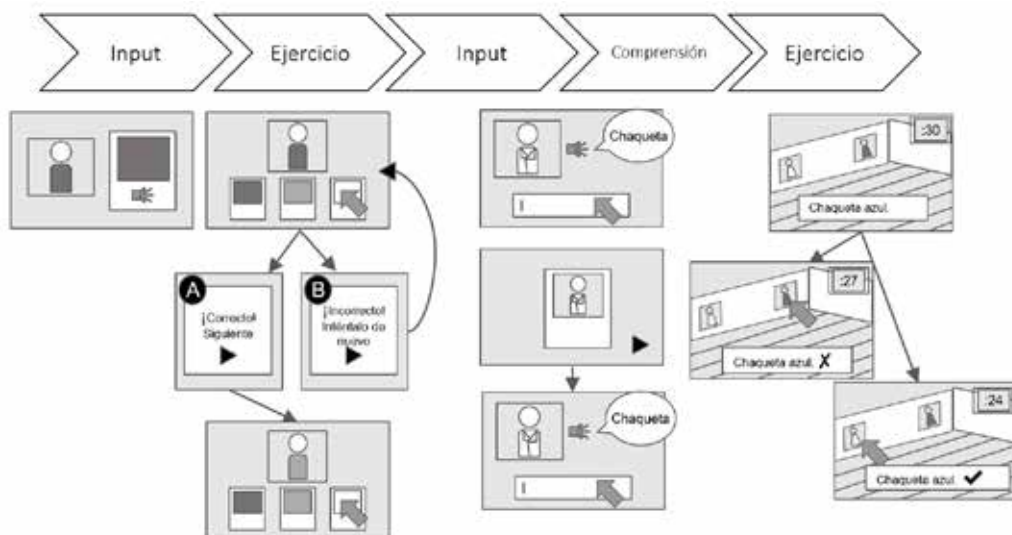 Input
Ejercicio
Input
Comprensión
Ejercicio
Chaqueta
:30
Chaqueta azul.
A
¡Correcto!
Siguiente
B
¡Incorrecto!
Inténtalo de
nuevo
:27
Chaqueta azul. ✗
Chaqueta
:24
Chaqueta azul. ✓